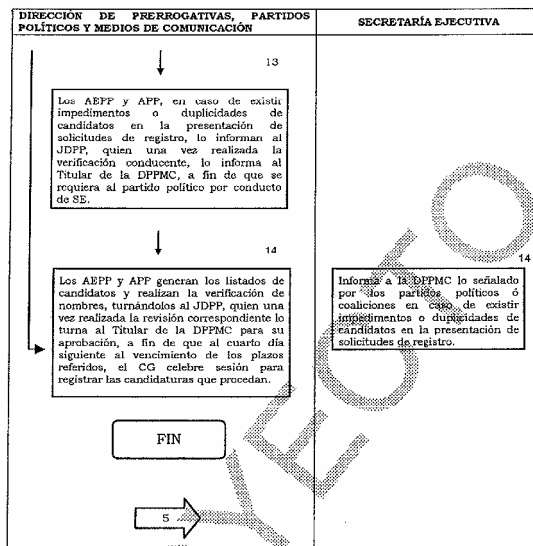 DIRECCIÓN DE PRERROGATIVAS, PARTIDOS
POLÍTICOS Y MEDIOS DE COMUNICACIÓN
SECRETARÍA EJECUTIVA
13
Los AEPP y APP, en caso de existir
impedimentos o duplicidades de
candidatos en la presentación de
solicitudes de registro, lo informan al
JDPP, quien una vez realizada la
verificación conducente, lo informa al
Titular de la DPPMC, a fin de que se
requiera al partido político por conducto
de SE.
14
Los AEPP y APP generan los listados de
candidatos y realizan la verificación de
nombres, turnándolos al JDPP, quien una
vez realizada la revisión correspondiente lo
turna al Titular de la DPPMC para su
aprobación, a fin de que al cuarto día
siguiente al vencimiento de los plazos
referidos, el CG celebre sesión para
registrar las candidaturas que procedan.
14
Informa a la DPPMC lo señalado
por los partidos políticos ó
coaliciones en caso de existir
impedimentos o duplicidades de
candidatos en la presentación de
solicitudes de registro.
FIN
5
YECTO